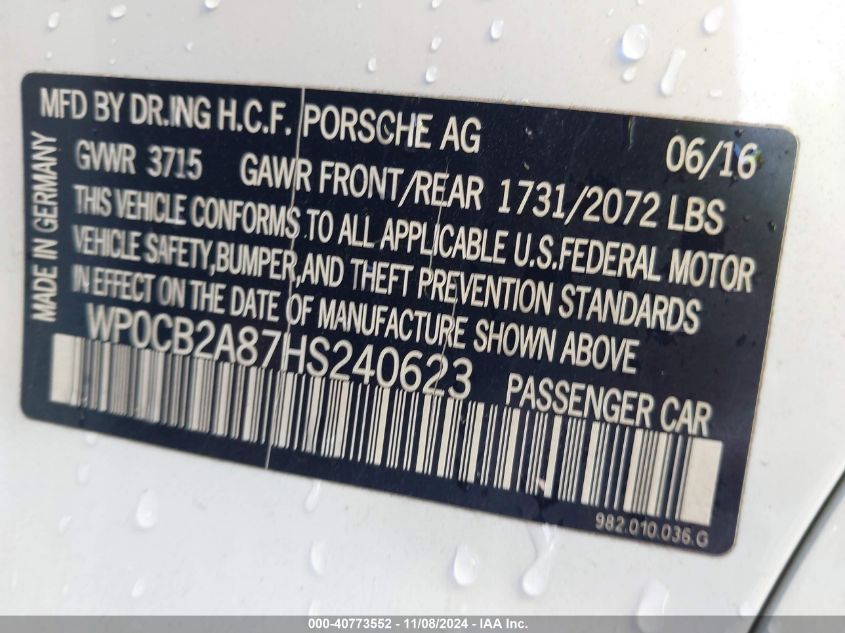 MFD BY DR.ING H.C.F. PORSCHE AG 06/16
GVWR 3715 GAWR FRONT/REAR 1731/2072 LBS
THIS VEHICLE CONFORMS TO ALL APPLICABLE U.S.FEDERAL MOTOR
VEHICLE SAFETY,BUMPER,AND THEFT PREVENTION STANDARDS
IN EFFECT ON THE DATE OF MANUFACTURE SHOWN ABOVE
WP0CB2A87HS240623 PASSENGER CAR
982.010.036.G
MADE IN GERMANY
000-40773552 - 11/08/2024 - IAA Inc.